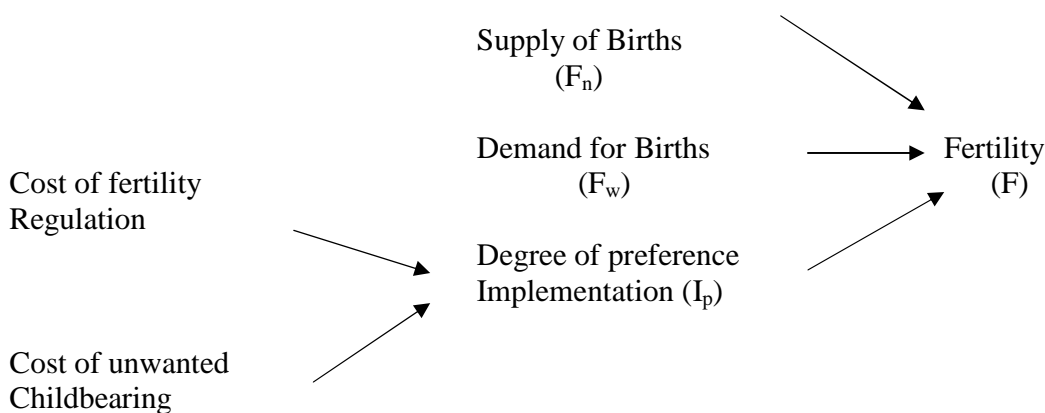 Supply of Births
(Fn)
Demand for Births
(Fw)
Fertility
(F)
Cost of fertility
Regulation
Degree of preference
Implementation (Ip)
Cost of unwanted
Childbearing